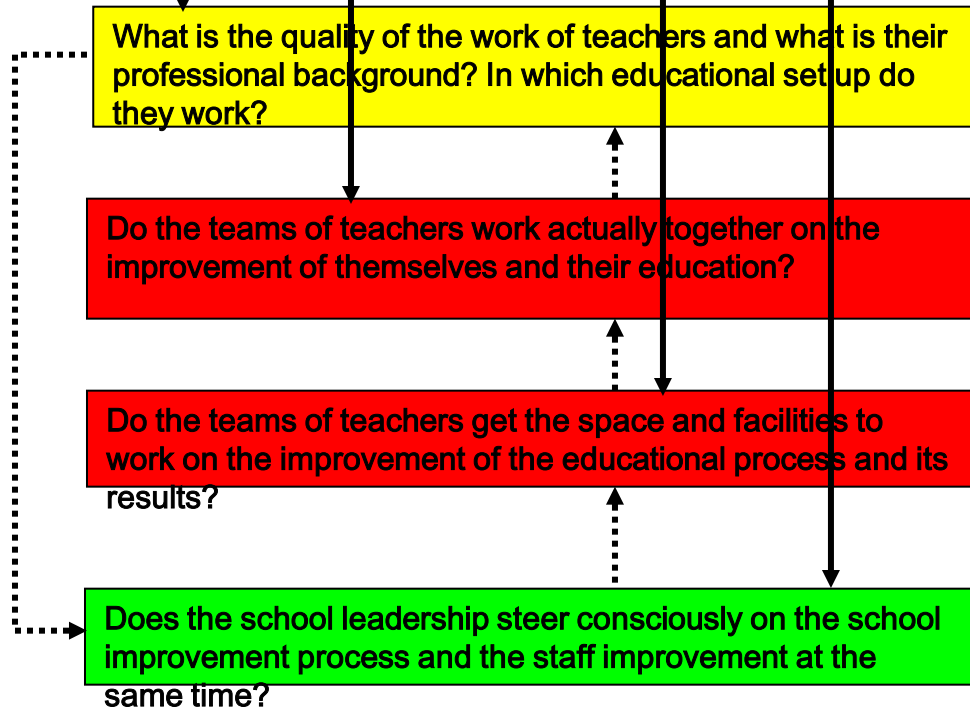 What is the quality of the work of teachers and what is their
professional background? In which educational set up do
they work?
Do the teams of teachers work actually together on the
improvement of themselves and their education?
Do the teams of teachers get the space and facilities to
work on the improvement of the educational process and its
results?
Does the school leadership steer consciously on the school
improvement process and the staff improvement at the
same time?